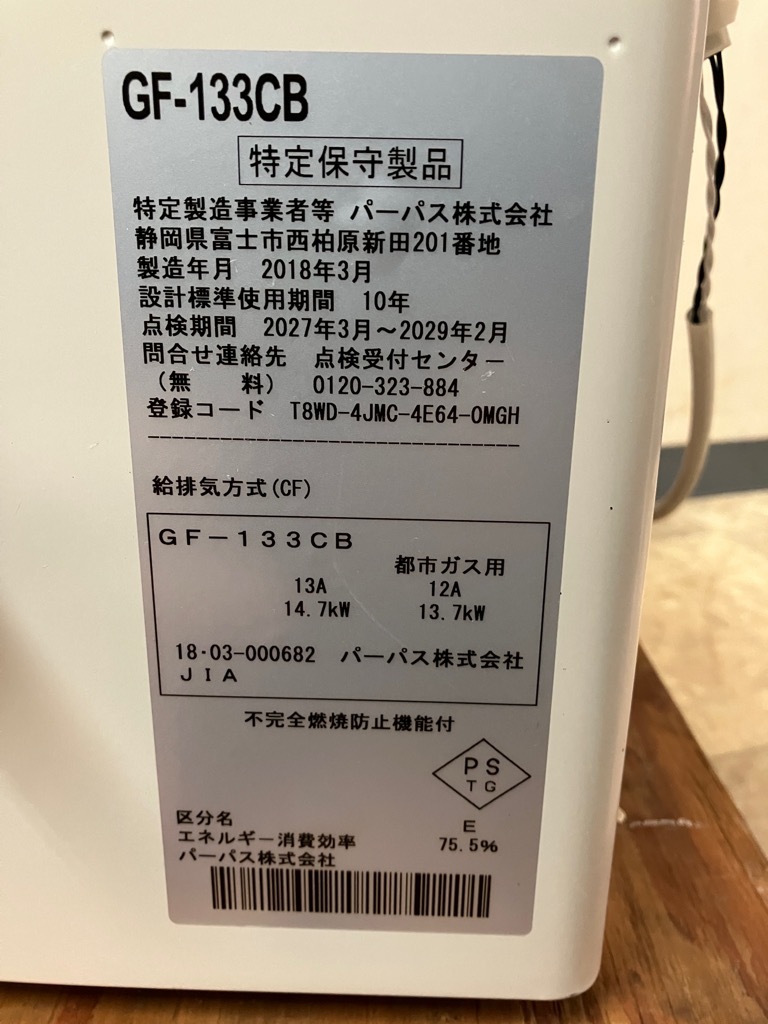 GF-133CB
特定保守製品
特定製造事業者等 パーパス株式会社
静岡県富士市西柏原新田201番地
製造年月 2018年3月
設計標準使用期間 10年
点検期間 2027年3月～2029年2月
問合せ連絡先 点検受付センター
(無 料) 0120-323-884
登録コード T8WD-4JMC-4E64-0MGH
給排気方式(CF)
GF-133CB
都市ガス用
13A 12A
14.7kW 13.7kW
18・03-000682 パーパス株式会社
JIA
不完全燃焼防止機能付
PS
TG
区分名 E
エネルギー消費効率 75.5%
パーパス株式会社